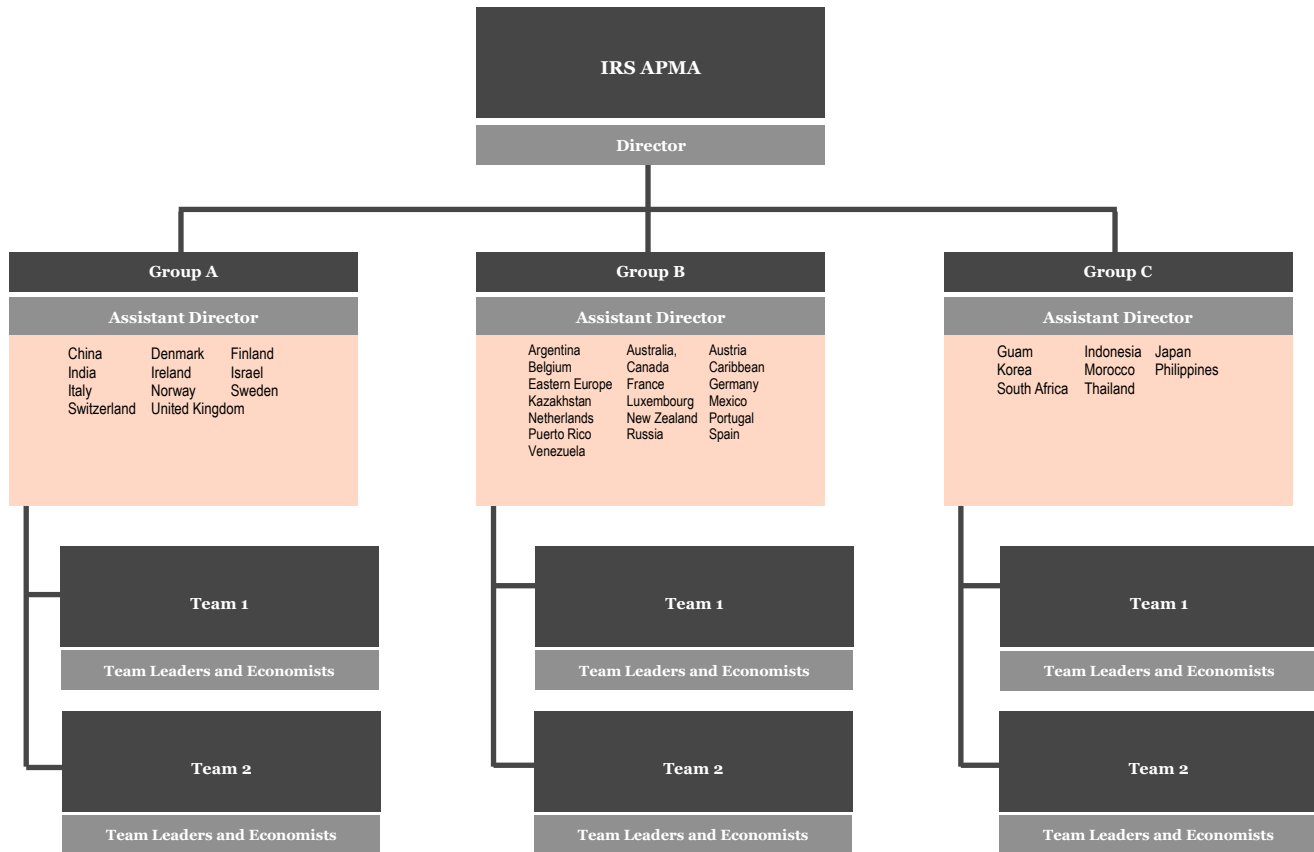 IRS APMA
Director
Group A
Assistant Director
China Denmark Finland
India Ireland Israel
Italy Norway Sweden
Switzerland United Kingdom
Group B
Assistant Director
Argentina Australia, Austria
Belgium Canada Caribbean
Eastern Europe France Germany
Kazakhstan Luxembourg Mexico
Netherlands New Zealand Portugal
Puerto Rico Russia Spain
Venezuela
Group C
Assistant Director
Guam Indonesia Japan
Korea Morocco Philippines
South Africa Thailand
Team 1
Team Leaders and Economists
Team 2
Team Leaders and Economists
Team 1
Team Leaders and Economists
Team 2
Team Leaders and Economists
Team 1
Team Leaders and Economists
Team 2
Team Leaders and Economists